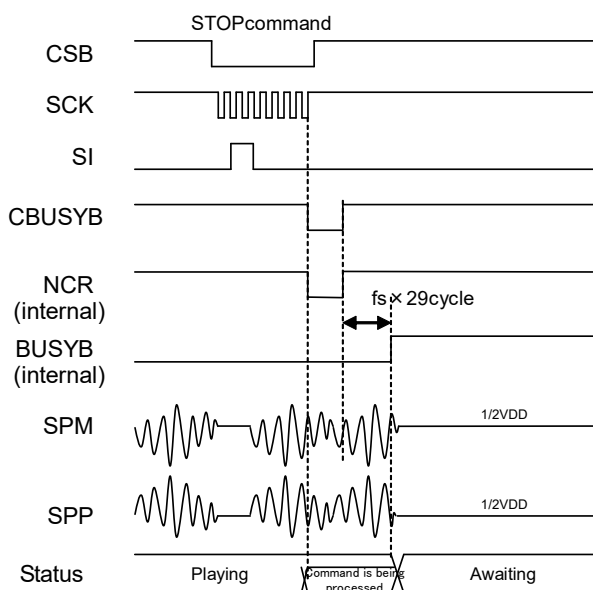 STOPcommand
CSB
SCK
SI
CBUSYB
NCR
(internal)
fs×29cycle
BUSYB
(internal)
SPM
1/2VDD
SPP
1/2VDD
Status
Playing
Command is being
processed
Awaiting